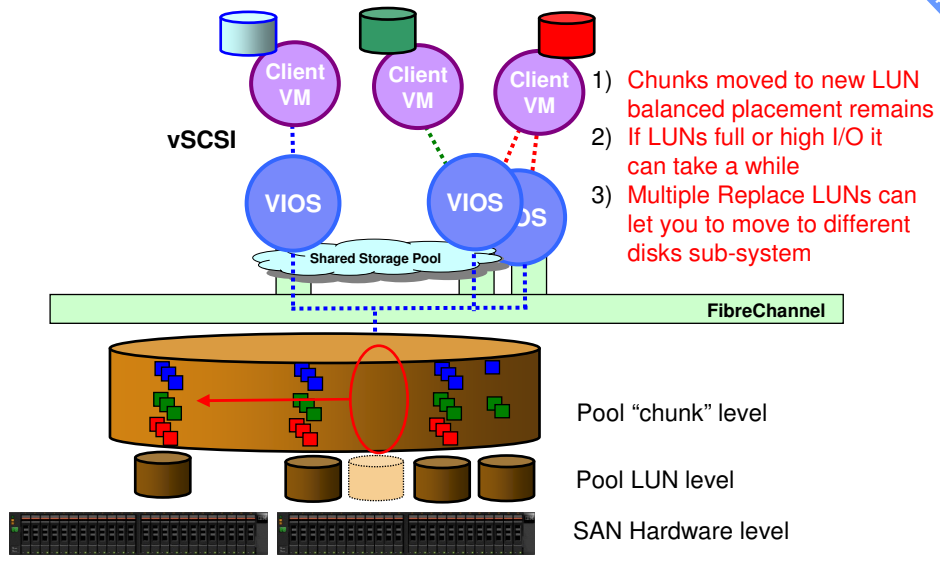 Client
VM
Client
VM
Client
VM
1) Chunks moved to new LUN
balanced placement remains
2) If LUNs full or high I/O it
can take a while
3) Multiple Replace LUNs can
let you to move to different
disks sub-system
vSCSI
VIOS
VIOS
OS
Shared Storage Pool
FibreChannel
Pool “chunk” level
Pool LUN level
SAN Hardware level